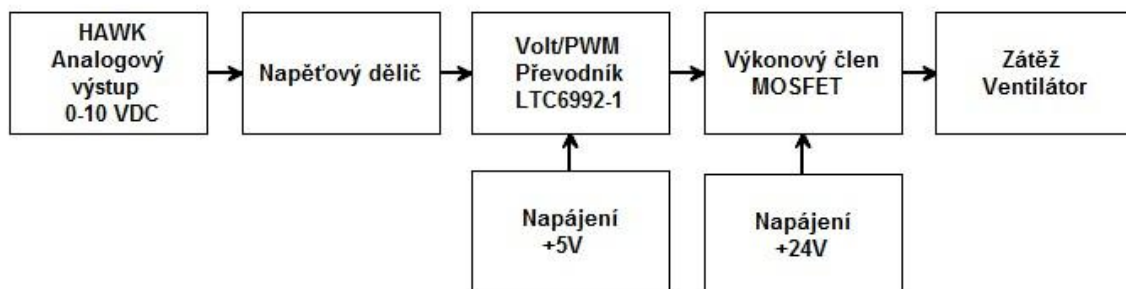 HAWK
Analogový
výstup
0-10 VDC
Napěťový dělič
Volt/PWM
Převodník
LTC6992-1
Výkonový člen
MOSFET
Zátěž
Ventilátor
Napájení
+5V
Napájení
+24V